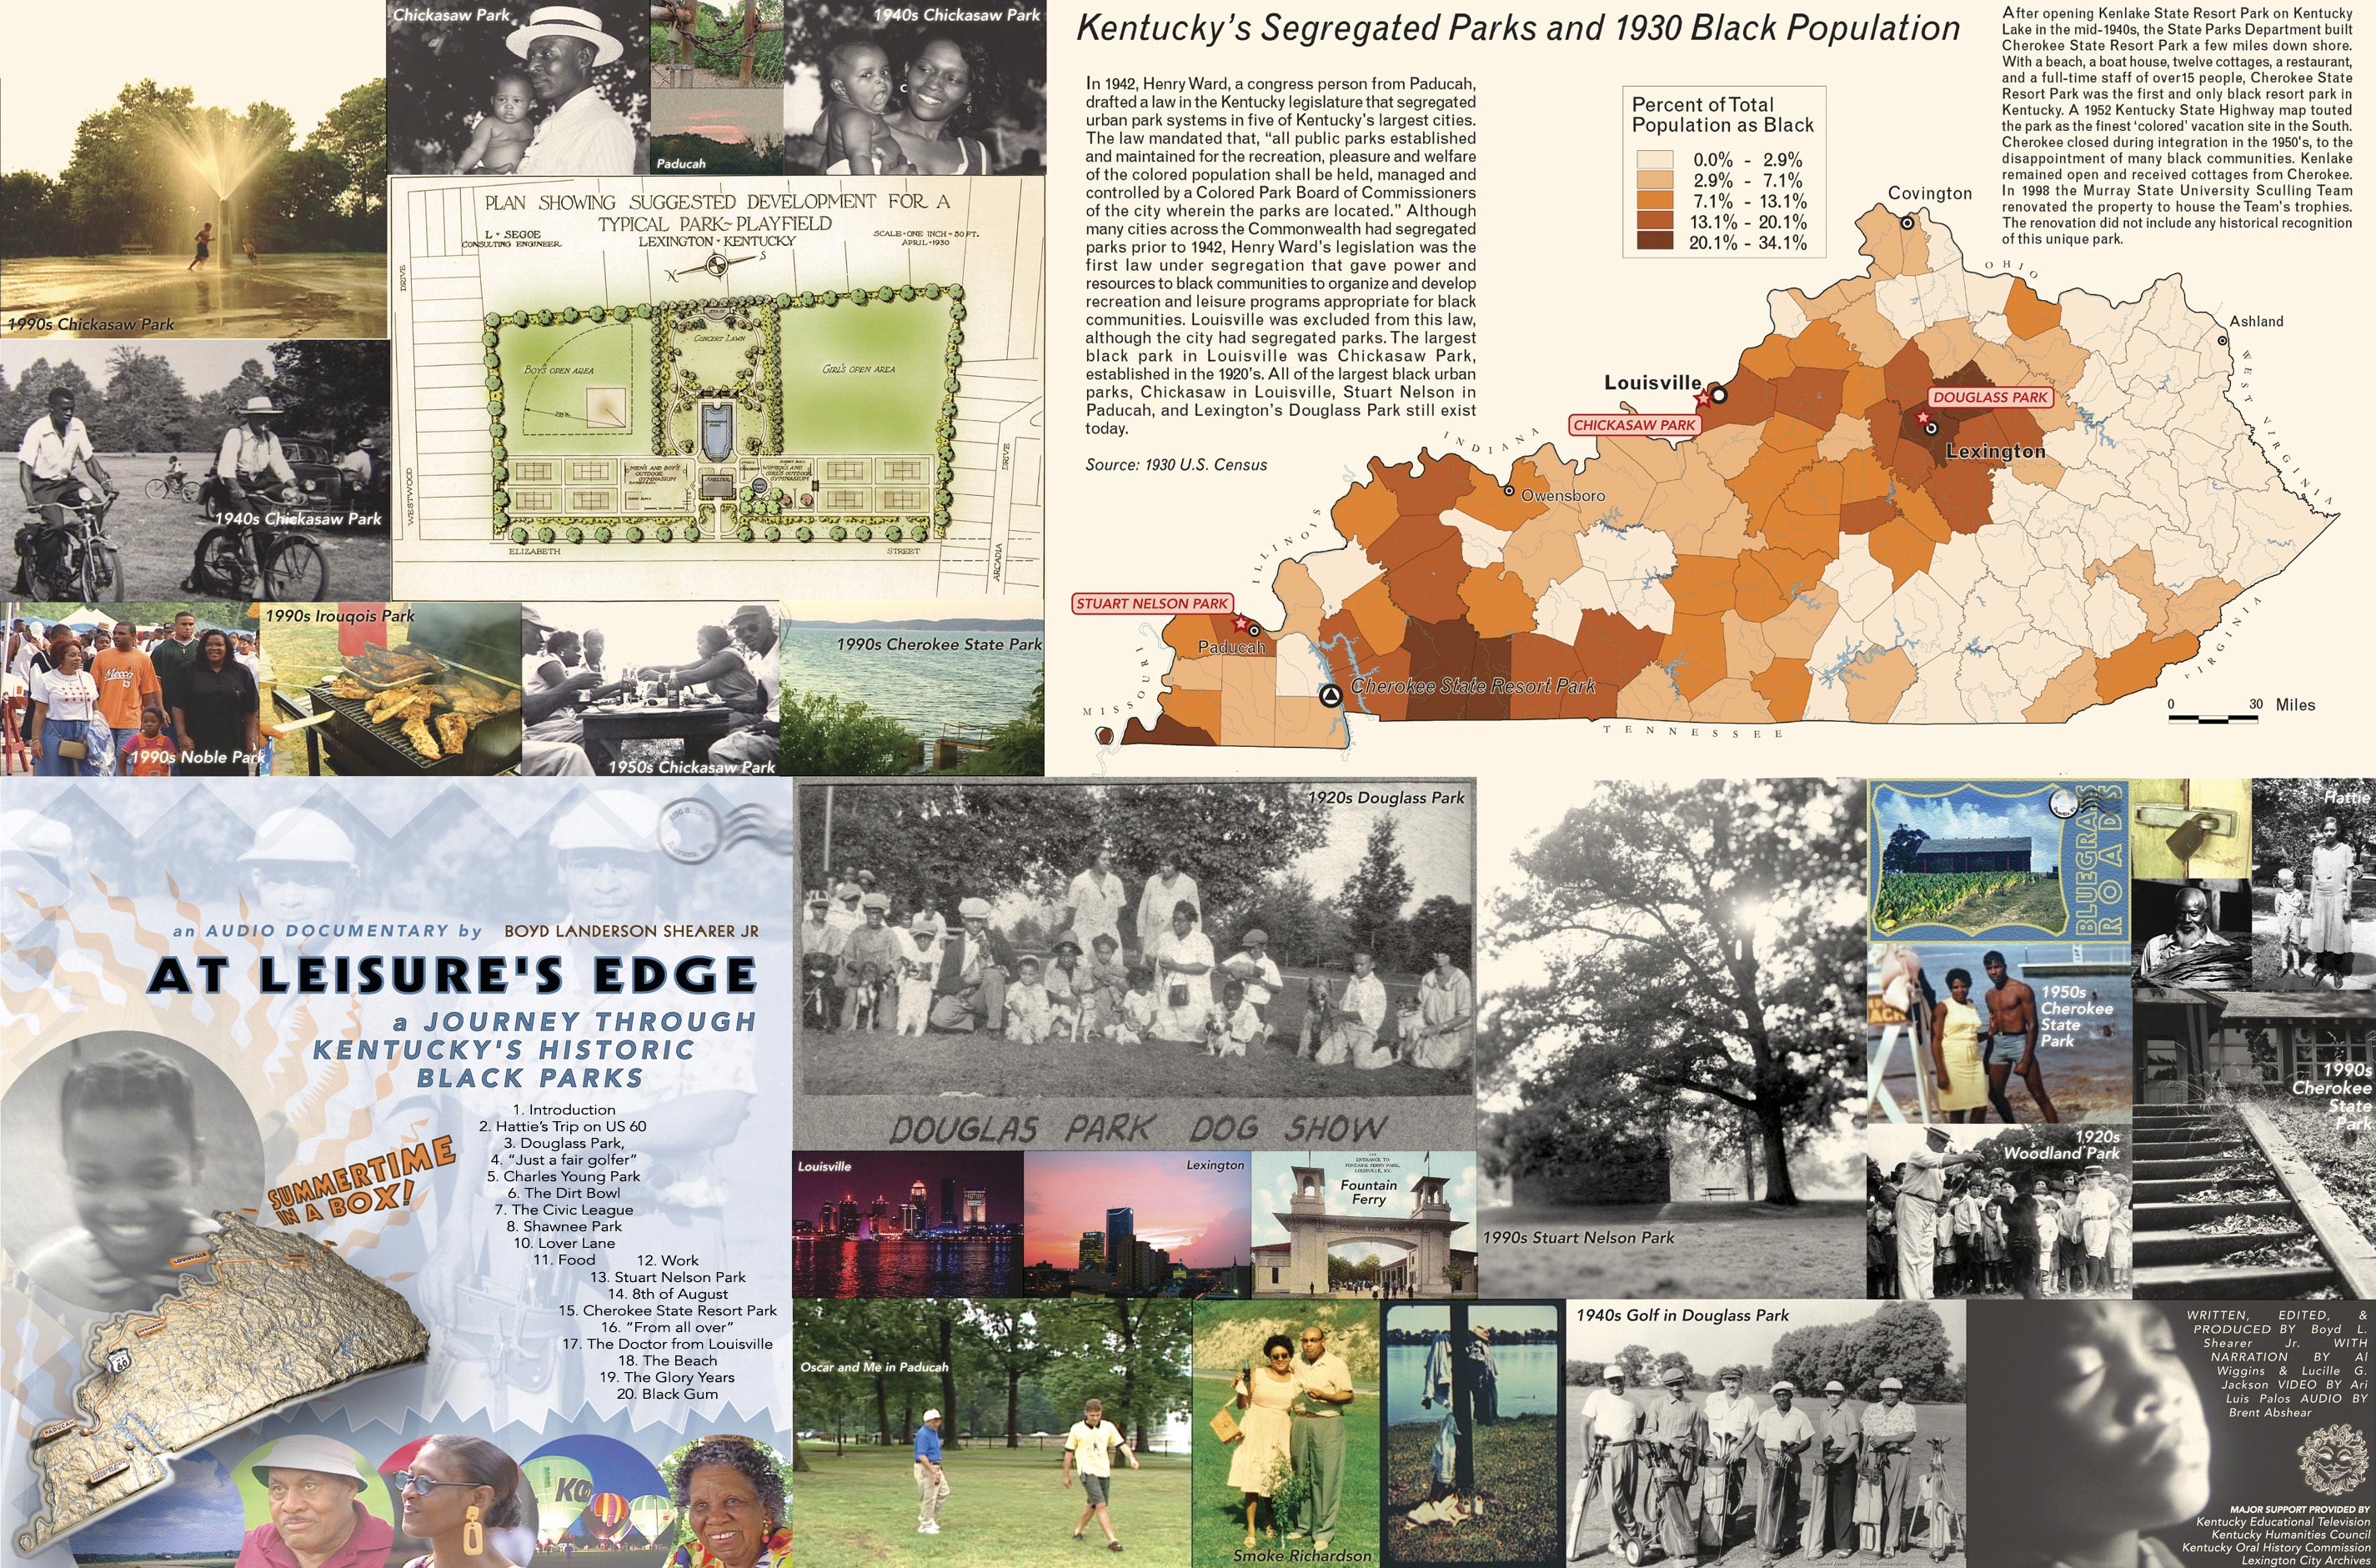 Chickasaw Park
1940s Chickasaw Park
Paducah
1990s Chickasaw Park
1940s Chickasaw Park
PLAN SHOWING SUGGESTED DEVELOPMENT FOR A
TYPICAL PARK-PLAYFIELD
LEXINGTON • KENTUCKY
L • SEGOE
CONSULTING ENGINEER
SCALE • ONE INCH = 50 FT.
APRIL • 1930
N
S
DRIVE
STAGE
CONCERT LAWN
BOYS OPEN AREA
GIRL'S OPEN AREA
MEN'S AND BOY'S
OUTDOOR
GYMNASIUM
WOMEN'S AND
GIRL'S OUTDOOR
GYMNASIUM
SHELTER
WESTWOOD
DRIVE
ELIZABETH
STREET
ARCADIA
1990s Noble Park
1990s Irouqois Park
1950s Chickasaw Park
1990s Cherokee State Park
Kentucky's Segregated Parks and 1930 Black Population
In 1942, Henry Ward, a congress person from Paducah,
drafted a law in the Kentucky legislature that segregated
urban park systems in five of Kentucky's largest cities.
The law mandated that, “all public parks established
and maintained for the recreation, pleasure and welfare
of the colored population shall be held, managed and
controlled by a Colored Park Board of Commissioners
of the city wherein the parks are located.” Although
many cities across the Commonwealth had segregated
parks prior to 1942, Henry Ward's legislation was the
first law under segregation that gave power and
resources to black communities to organize and develop
recreation and leisure programs appropriate for black
communities. Louisville was excluded from this law,
although the city had segregated parks. The largest
black park in Louisville was Chickasaw Park,
established in the 1920's. All of the largest black urban
parks, Chickasaw in Louisville, Stuart Nelson in
Paducah, and Lexington's Douglass Park still exist
today.
Source: 1930 U.S. Census
Percent of Total
Population as Black
0.0% - 2.9%
2.9% - 7.1%
7.1% - 13.1%
13.1% - 20.1%
20.1% - 34.1%
After opening Kenlake State Resort Park on Kentucky
Lake in the mid-1940s, the State Parks Department built
Cherokee State Resort Park a few miles down shore.
With a beach, a boat house, twelve cottages, a restaurant,
and a full-time staff of over15 people, Cherokee State
Resort Park was the first and only black resort park in
Kentucky. A 1952 Kentucky State Highway map touted
the park as the finest ‘colored’ vacation site in the South.
Cherokee closed during integration in the 1950's, to the
disappointment of many black communities. Kenlake
remained open and received cottages from Cherokee.
In 1998 the Murray State University Sculling Team
renovated the property to house the Team's trophies.
The renovation did not include any historical recognition
of this unique park.
Covington
OHIO
Ashland
WEST VIRGINIA
Louisville
CHICKASAW PARK
DOUGLASS PARK
Lexington
INDIANA
Owensboro
ILLINOIS
STUART NELSON PARK
Paducah
Cherokee State Resort Park
MISSOURI
TENNESSEE
VIRGINIA
0 30 Miles
an AUDIO DOCUMENTARY by BOYD LANDERSON SHEARER JR
AT LEISURE'S EDGE
a JOURNEY THROUGH
KENTUCKY'S HISTORIC
BLACK PARKS
SUMMERTIME
IN A BOX!
1. Introduction
2. Hattie's Trip on US 60
3. Douglass Park,
4. “Just a fair golfer”
5. Charles Young Park
6. The Dirt Bowl
7. The Civic League
8. Shawnee Park
10. Lover Lane
11. Food 12. Work
13. Stuart Nelson Park
14. 8th of August
15. Cherokee State Resort Park
16. “From all over”
17. The Doctor from Louisville
18. The Beach
19. The Glory Years
20. Black Gum
LOUISVILLE
US
60
PADUCAH
KQ
1920s Douglass Park
DOUGLAS PARK DOG SHOW
Louisville
Lexington
ENTRANCE TO
FONTAINE FERRY PARK,
LOUISVILLE, KY.
Fountain
Ferry
1990s Stuart Nelson Park
BLUEGRASS
ROADS
Hattie
1950s
Cherokee
State
Park
1920s
Woodland Park
1990s
Cherokee
State
Park
Oscar and Me in Paducah
Smoke Richardson
1940s Golf in Douglass Park
WRITTEN, EDITED, &
PRODUCED BY Boyd L.
Shearer Jr. WITH
NARRATION BY Al
Wiggins & Lucille G.
Jackson VIDEO BY Ari
Luis Palos AUDIO BY
Brent Abshear
MAJOR SUPPORT PROVIDED BY
Kentucky Educational Television
Kentucky Humanities Council
Kentucky Oral History Commission
Lexington City Archives